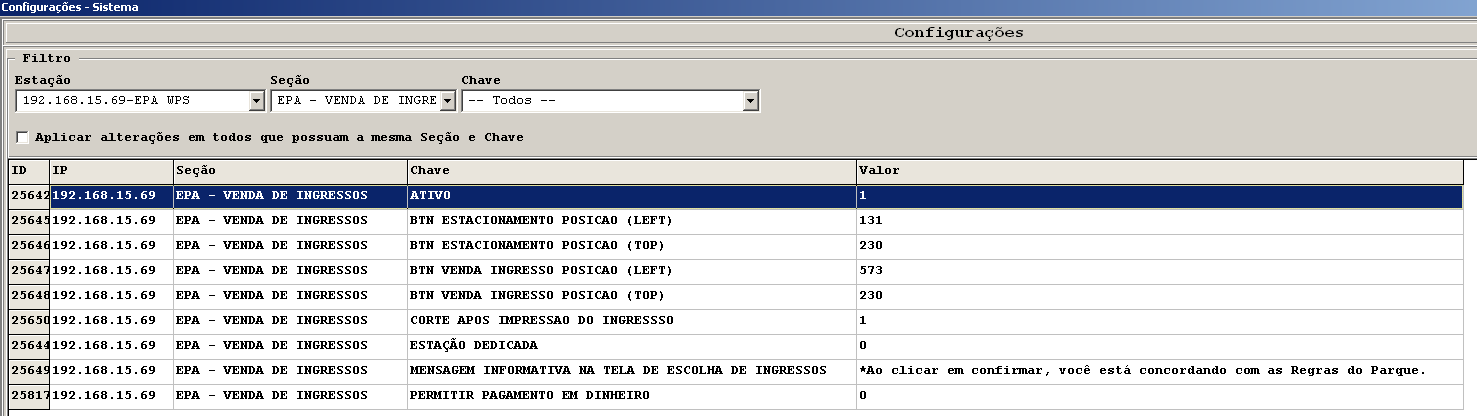 Configurações - Sistema
Configurações
Filtro
Estação Seção Chave
192.168.15.69-EPA WPS EPA - VENDA DE INGRE -- Todos --
Aplicar alterações em todos que possuam a mesma Seção e Chave
ID IP Seção Chave Valor
25642 192.168.15.69 EPA - VENDA DE INGRESSOS ATIVO 1
25645 192.168.15.69 EPA - VENDA DE INGRESSOS BTN ESTACIONAMENTO POSICAO (LEFT) 131
25646 192.168.15.69 EPA - VENDA DE INGRESSOS BTN ESTACIONAMENTO POSICAO (TOP) 230
25647 192.168.15.69 EPA - VENDA DE INGRESSOS BTN VENDA INGRESSO POSICAO (LEFT) 573
25648 192.168.15.69 EPA - VENDA DE INGRESSOS BTN VENDA INGRESSO POSICAO (TOP) 230
25650 192.168.15.69 EPA - VENDA DE INGRESSOS CORTE APOS IMPRESSAO DO INGRESSSO 1
25644 192.168.15.69 EPA - VENDA DE INGRESSOS ESTAÇÃO DEDICADA 0
25649 192.168.15.69 EPA - VENDA DE INGRESSOS MENSAGEM INFORMATIVA NA TELA DE ESCOLHA DE INGRESSOS *Ao clicar em confirmar, você está concordando com as Regras do Parque.
25817 192.168.15.69 EPA - VENDA DE INGRESSOS PERMITIR PAGAMENTO EM DINHEIRO 0